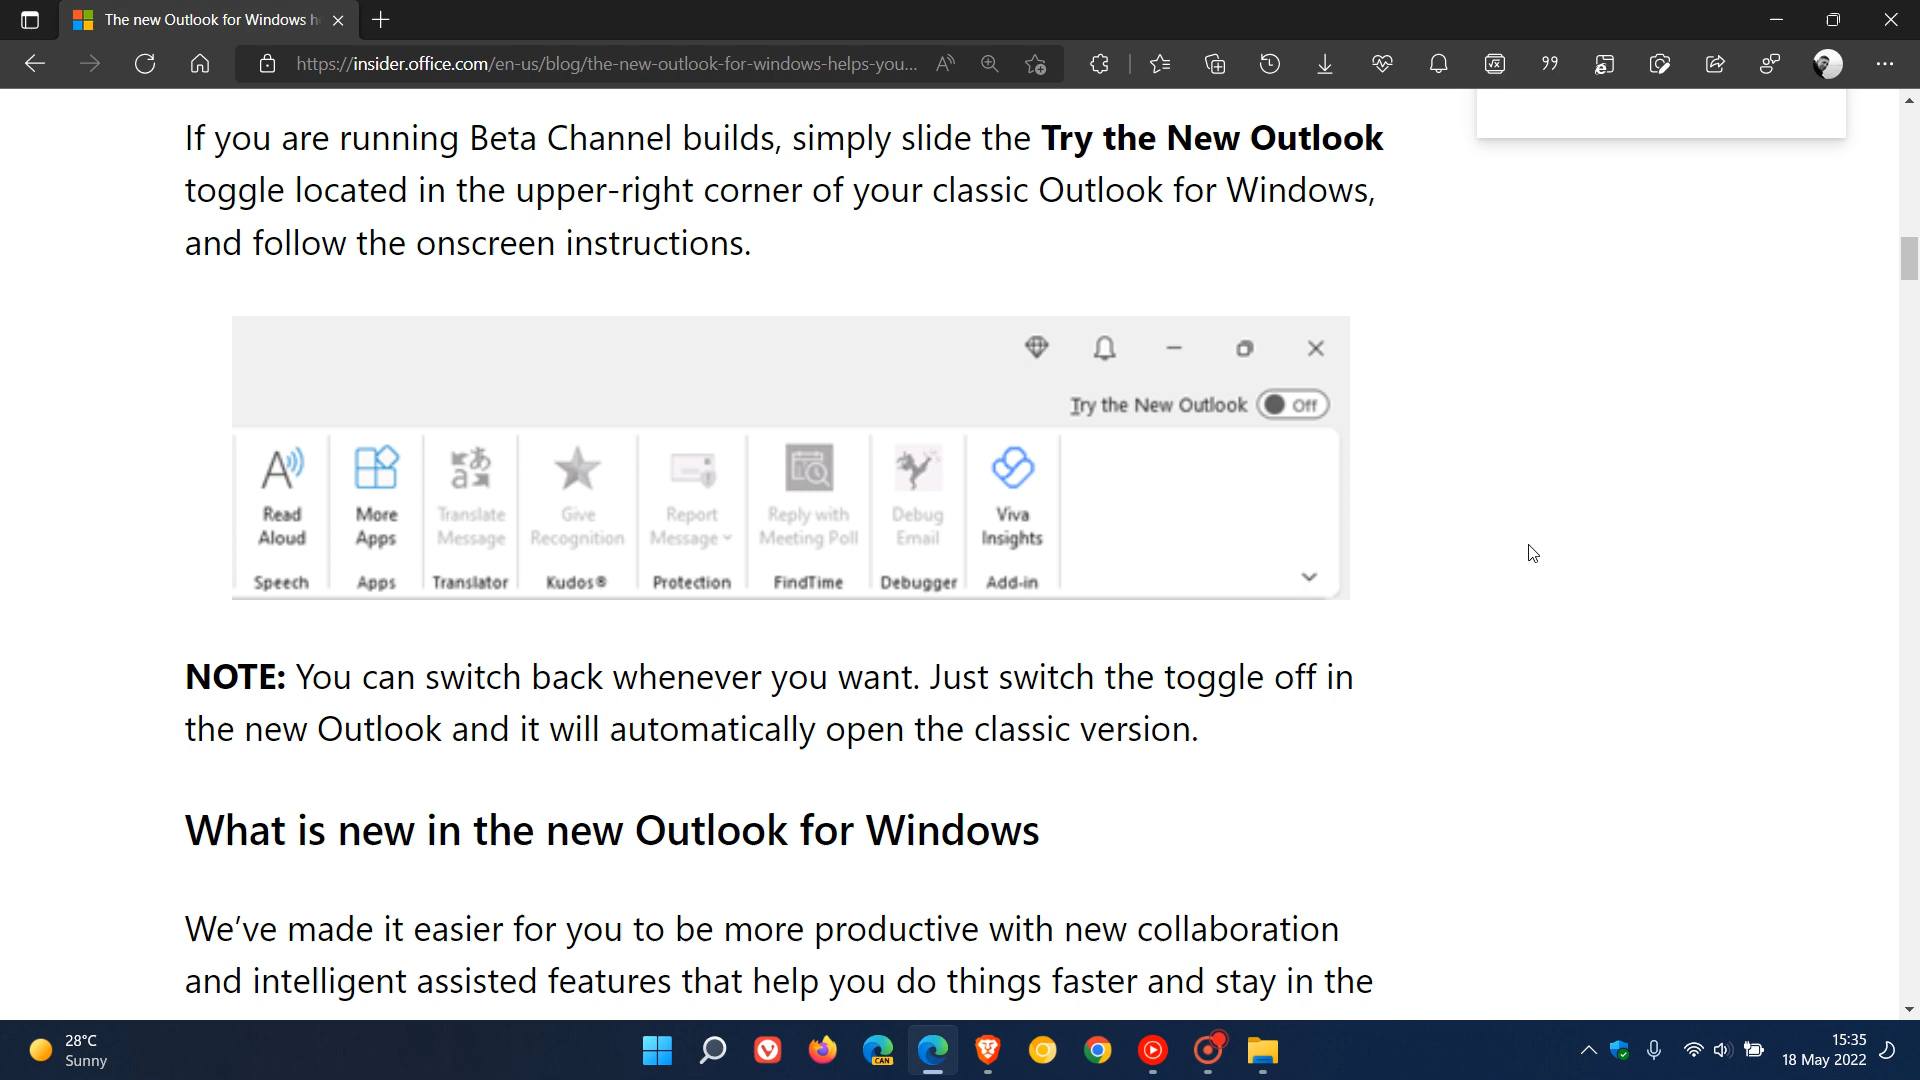 The new Outlook for Windows h
https://insider.office.com/en-us/blog/the-new-outlook-for-windows-helps-you...
If you are running Beta Channel builds, simply slide the Try the New Outlook
toggle located in the upper-right corner of your classic Outlook for Windows,
and follow the onscreen instructions.
Try the New Outlook Off
Read Aloud
More Apps
Translate Message
Give Recognition
Report Message
Reply with Meeting Poll
Debug Email
Viva Insights
Speech Apps Translator Kudos® Protection FindTime Debugger Add-in
NOTE: You can switch back whenever you want. Just switch the toggle off in
the new Outlook and it will automatically open the classic version.
What is new in the new Outlook for Windows
We've made it easier for you to be more productive with new collaboration
and intelligent assisted features that help you do things faster and stay in the
28°C
Sunny
CAN
15:35
18 May 2022